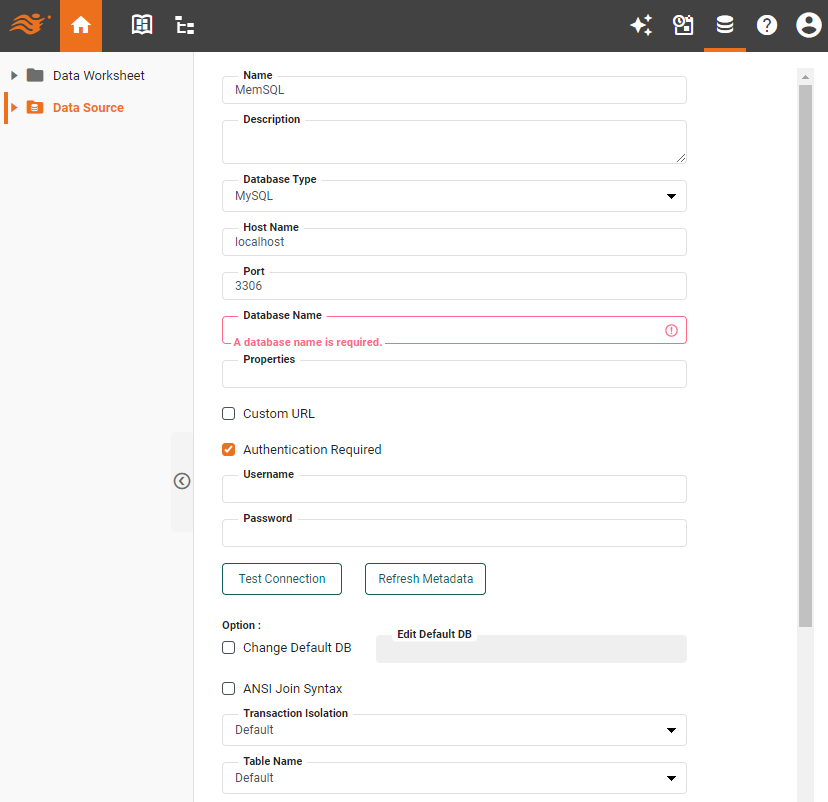 Data Worksheet
Data Source
Name
MemSQL
Description
Database Type
MySQL
Host Name
localhost
Port
3306
Database Name
A database name is required.
Properties
Custom URL
Authentication Required
Username
Password
Test Connection
Refresh Metadata
Option :
Change Default DB
Edit Default DB
ANSI Join Syntax
Transaction Isolation
Default
Table Name
Default